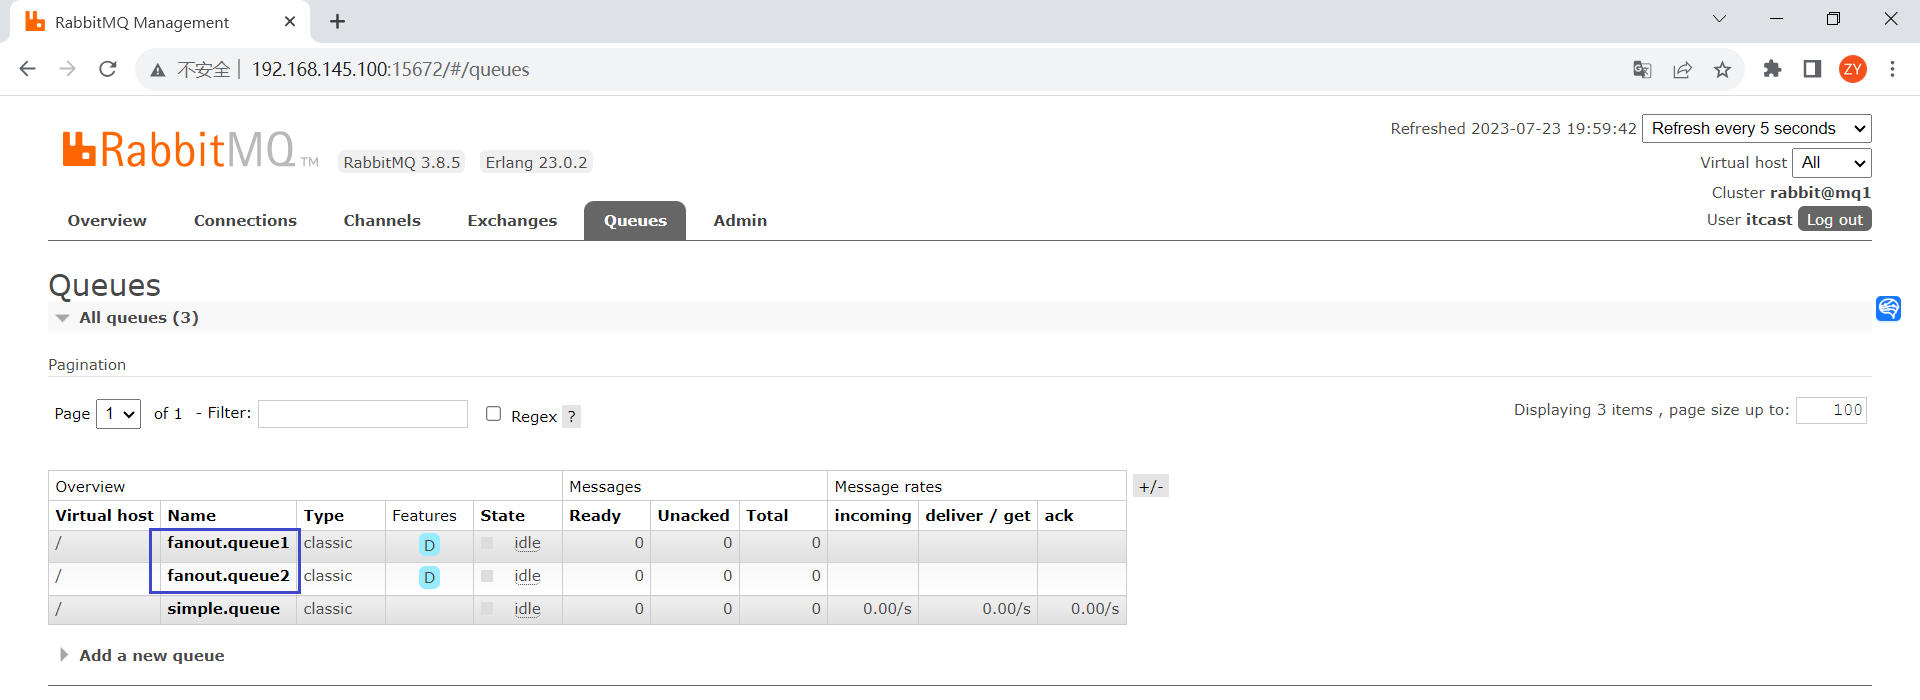 RabbitMQ Management
不安全 | 192.168.145.100:15672/#/queues
ZY
RabbitMQ TM RabbitMQ 3.8.5 Erlang 23.0.2
Refreshed 2023-07-23 19:59:42 Refresh every 5 seconds
Virtual host All
Cluster rabbit@mq1
User itcast Log out
Overview Connections Channels Exchanges Queues Admin
Queues
All queues (3)
Pagination
Page 1 of 1 - Filter: Regex ? Displaying 3 items , page size up to: 100
Overview Messages Message rates +/-
Virtual host Name Type Features State Ready Unacked Total incoming deliver / get ack
/ fanout.queue1 classic D idle 0 0 0
/ fanout.queue2 classic D idle 0 0 0
/ simple.queue classic idle 0 0 0 0.00/s 0.00/s 0.00/s
Add a new queue